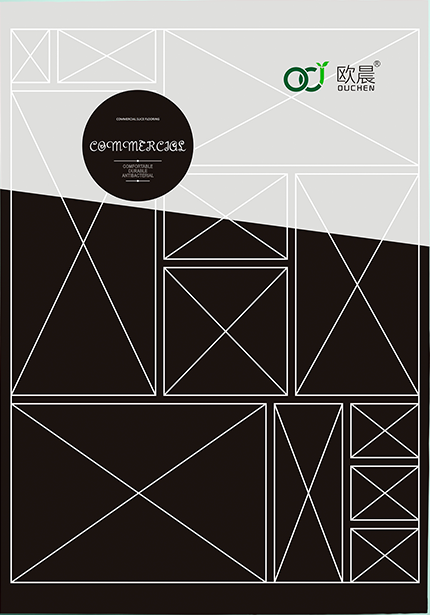 欧晨®
OUCHEN
COMMERCIAL SLICE FLOORING
COMMERCIAL
COMFORTABLE
DURABLE
ANTIBACTERIAL